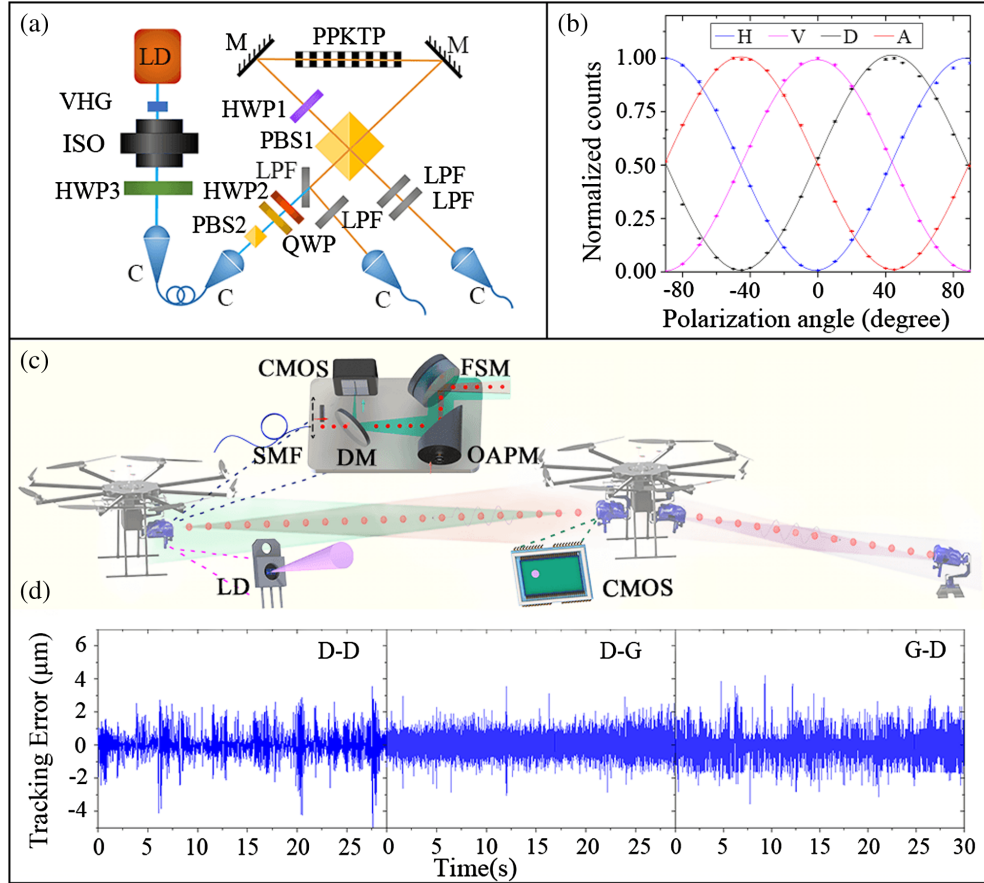 (a)
LD
VHG
ISO
HWP3
C
C
PBS2
QWP
HWP2
LPF
LPF
PBS1
HWP1
M
PPKTP
M
LPF
LPF
C
C
(b)
H V D A
Normalized counts
1.00
0.75
0.50
0.25
0.00
-80 -40 0 40 80
Polarization angle (degree)
(c)
CMOS
FSM
SMF
DM
OAPM
LD
CMOS
(d)
Tracking Error (μm)
6
4
2
0
-2
-4
D-D
D-G
G-D
0 5 10 15 20 25 0 5 10 15 20 25 0 5 10 15 20 25 30
Time(s)